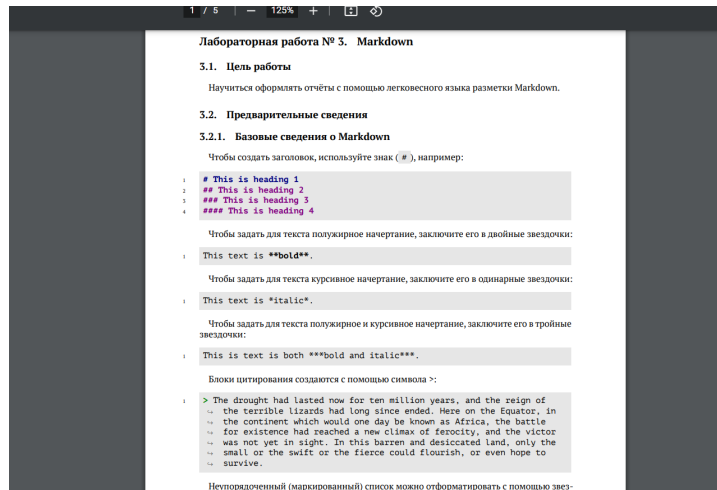 1 / 5 | — 125% +
Лабораторная работа № 3. Markdown
3.1. Цель работы
Научиться оформлять отчёты с помощью легковесного языка разметки Markdown.
3.2. Предварительные сведения
3.2.1. Базовые сведения о Markdown
Чтобы создать заголовок, используйте знак ( # ), например:
1 # This is heading 1
2 ## This is heading 2
3 ### This is heading 3
4 #### This is heading 4
Чтобы задать для текста полужирное начертание, заключите его в двойные звездочки:
1 This text is **bold**.
Чтобы задать для текста курсивное начертание, заключите его в одинарные звездочки:
1 This text is *italic*.
Чтобы задать для текста полужирное и курсивное начертание, заключите его в тройные
звездочки:
1 This is text is both ***bold and italic***.
Блоки цитирования создаются с помощью символа >:
1 > The drought had lasted now for ten million years, and the reign of
↪ the terrible lizards had long since ended. Here on the Equator, in
↪ the continent which would one day be known as Africa, the battle
↪ for existence had reached a new climax of ferocity, and the victor
↪ was not yet in sight. In this barren and desiccated land, only the
↪ small or the swift or the fierce could flourish, or even hope to
↪ survive.
Неупорядоченный (маркированный) список можно отформатировать с помощью звез-